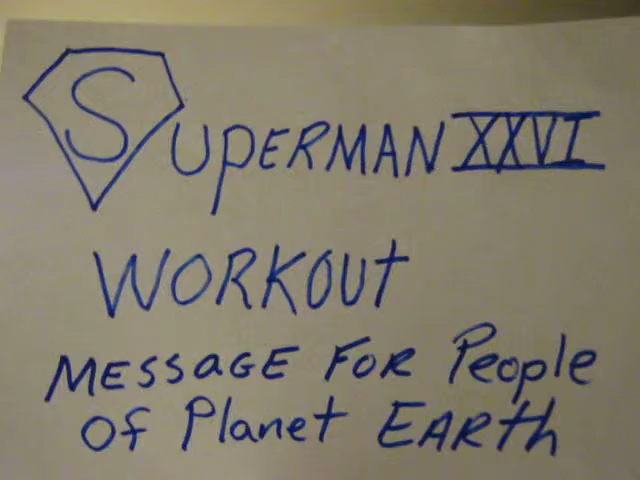 SUPERMAN XXVI
WORKOUT
MESSAGE FOR People
Of Planet EARth